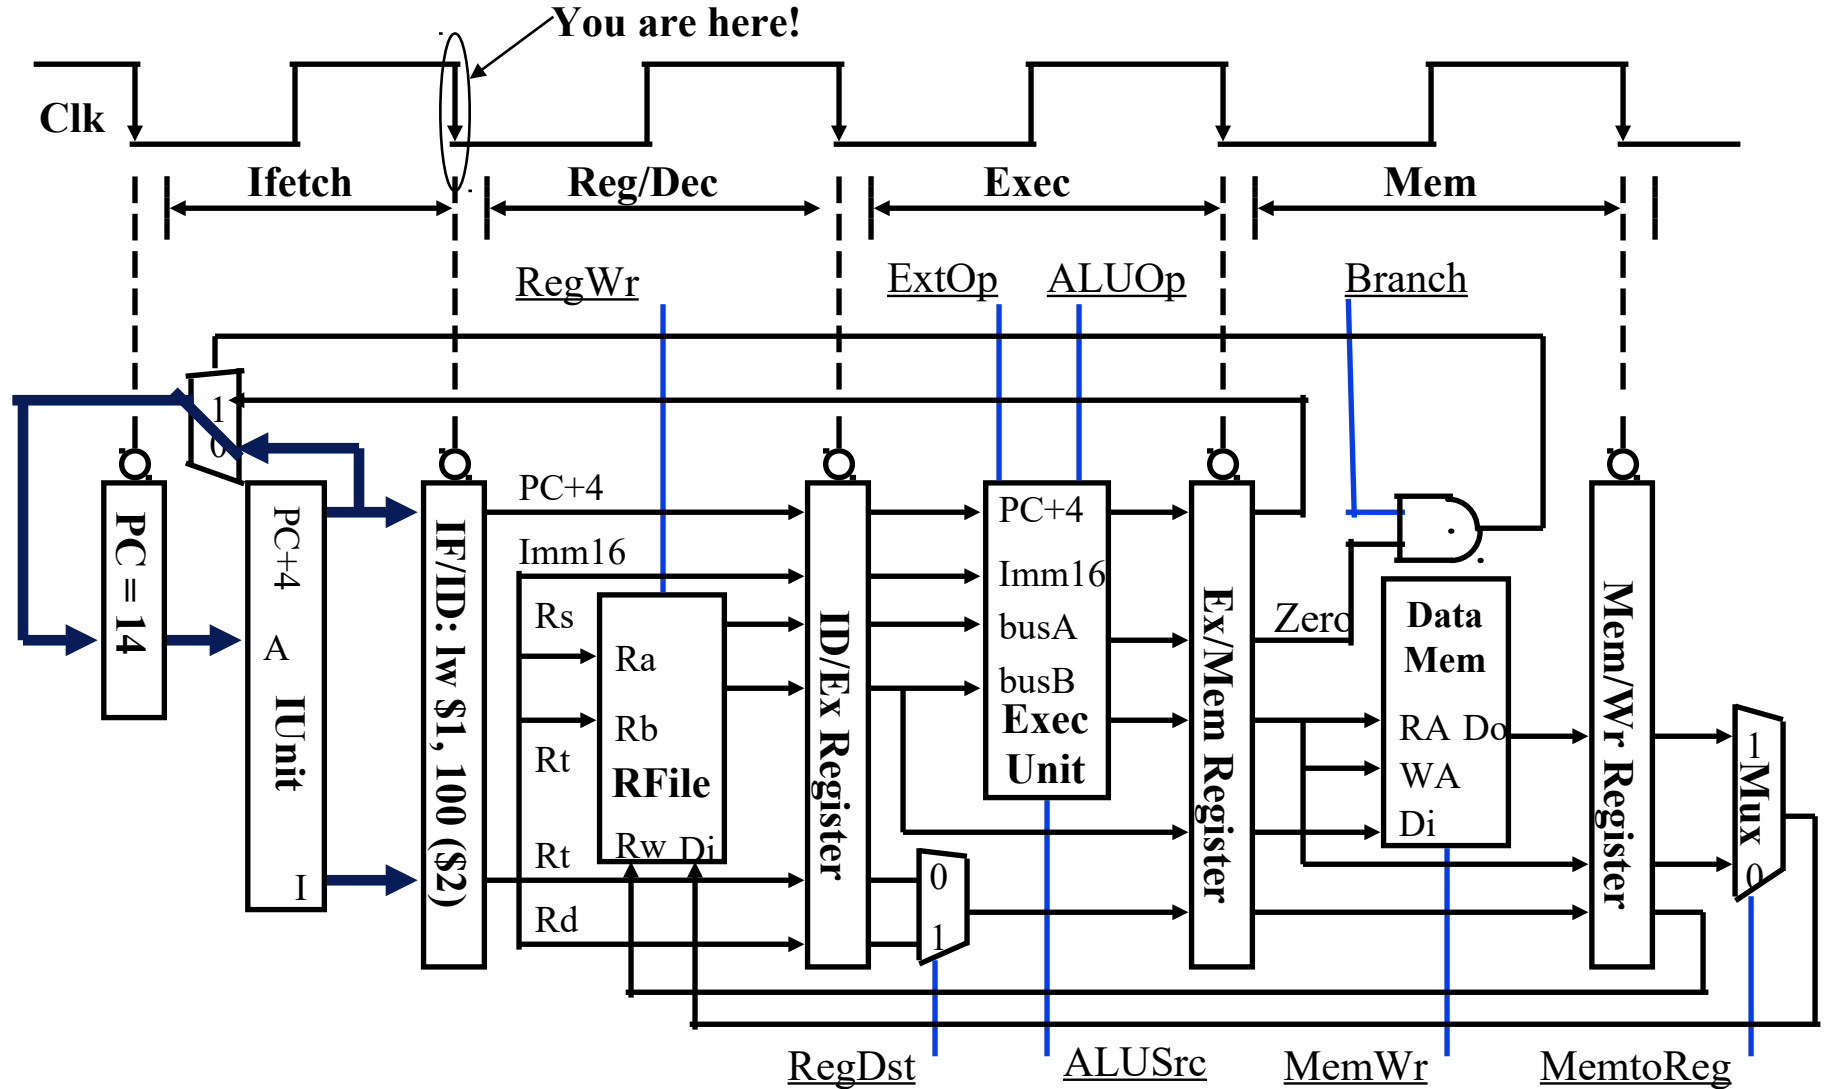 You are here!
Clk
Ifetch
Reg/Dec
Exec
Mem
RegWr
ExtOp
ALUOp
Branch
1
0
PC = 14
PC+4
A
IUnit
I
IF/ID: lw $1, 100 ($2)
PC+4
Imm16
Rs
Ra
Rb
Rt
RFile
Rw Di
Rt
Rd
ID/Ex Register
0
1
PC+4
Imm16
busA
busB
Exec
Unit
Ex/Mem Register
Zero
Data
Mem
RA Do
WA
Di
Mem/Wr Register
1
Mux
0
RegDst
ALUSrc
MemWr
MemtoReg